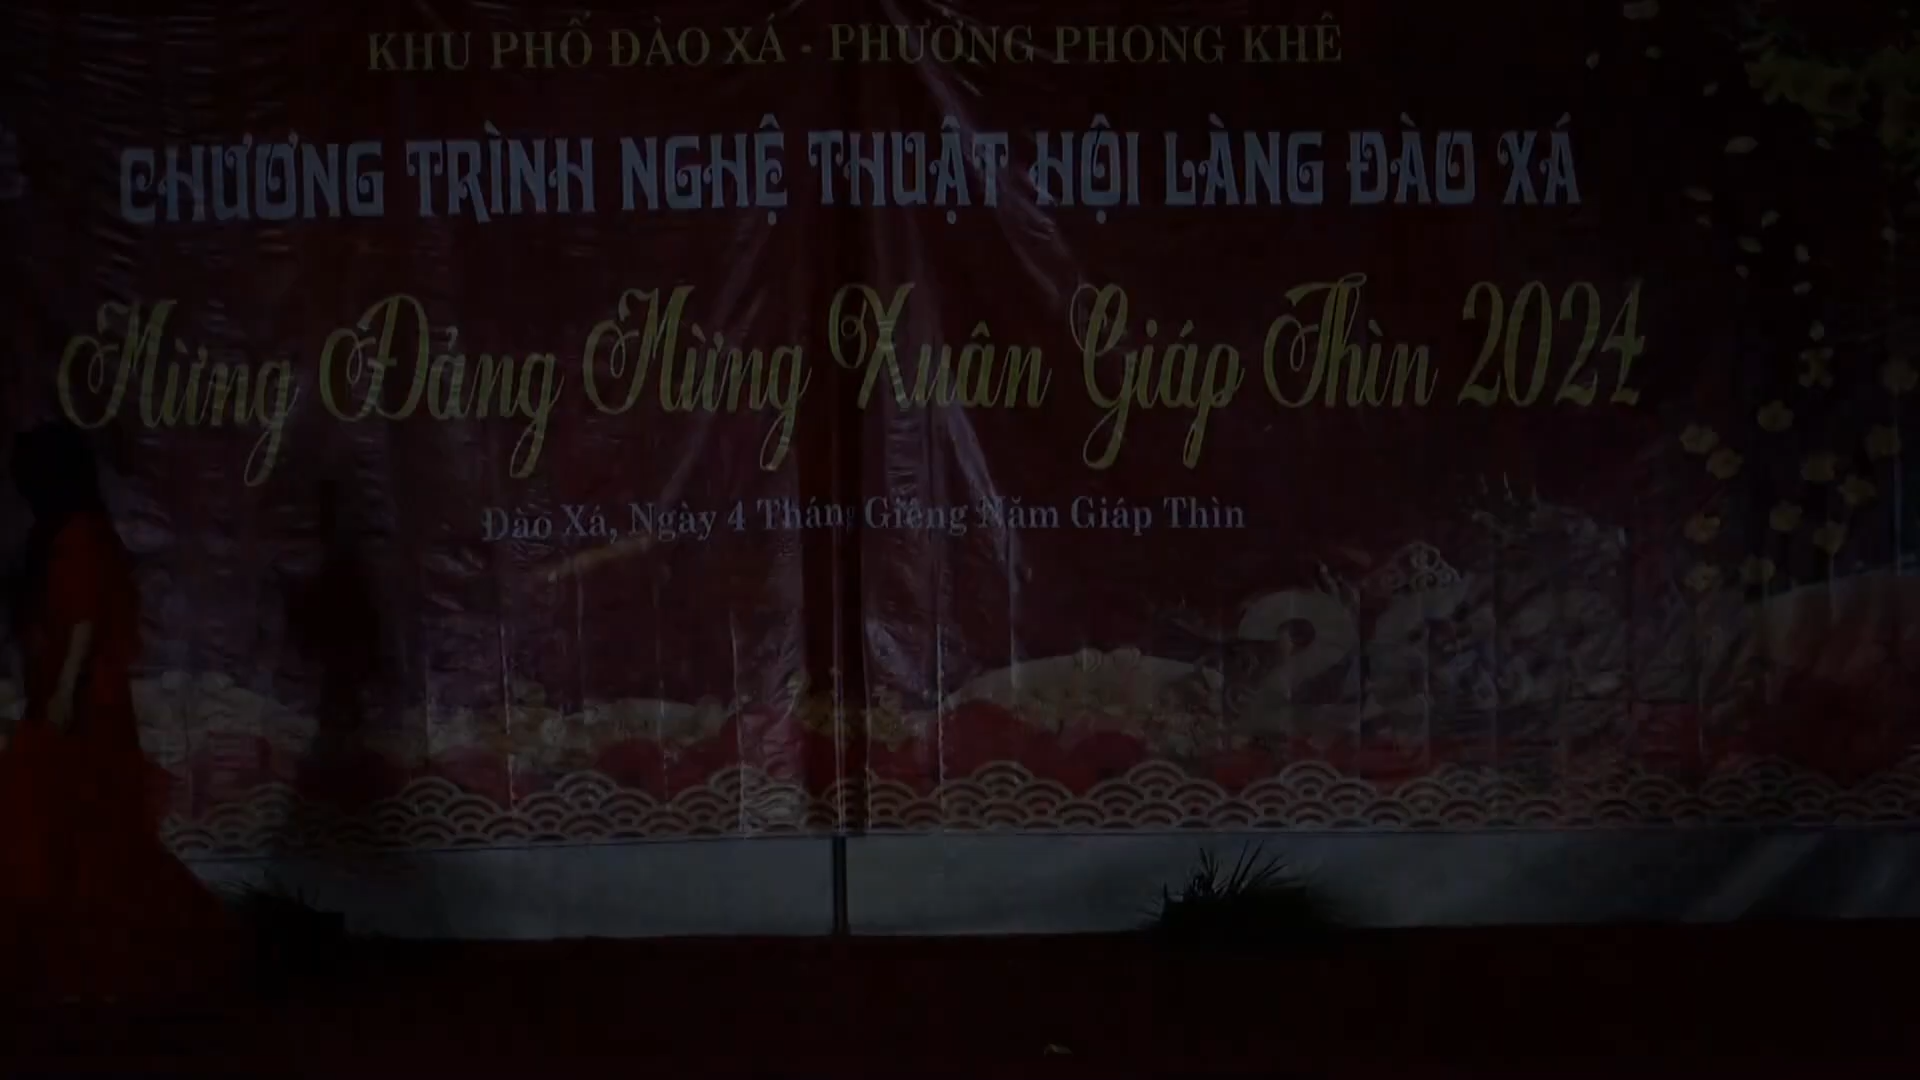 KHU PHỐ ĐÀO XÁ - PHƯỜNG PHONG KHÊ
CHƯƠNG TRÌNH NGHỆ THUẬT HỘI LÀNG ĐÀO XÁ
Mừng Đảng Mừng Xuân Giáp Thìn 2024
Đào Xá, Ngày 4 Tháng Giêng Năm Giáp Thìn